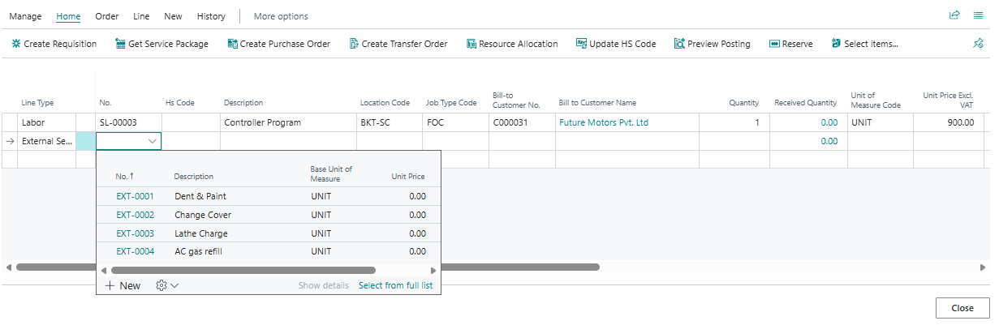 Manage Home Order Line New History More options
Create Requisition Get Service Package Create Purchase Order Create Transfer Order Resource Allocation Update HS Code Preview Posting Reserve Select items...
Line Type No. Hs Code Description Location Code Job Type Code Bill-to Customer No. Bill to Customer Name Quantity Received Quantity Unit of Measure Code Unit Price Excl. VAT
Labor SL-00003 Controller Program BKT-SC FOC C000031 Future Motors Pvt. Ltd 1 0.00 UNIT 900.00
External Se... 0.00
No. ↑ Description Base Unit of Measure Unit Price
EXT-0001 Dent & Paint UNIT 0.00
EXT-0002 Change Cover UNIT 0.00
EXT-0003 Lathe Charge UNIT 0.00
EXT-0004 AC gas refill UNIT 0.00
+ New Show details Select from full list
Close